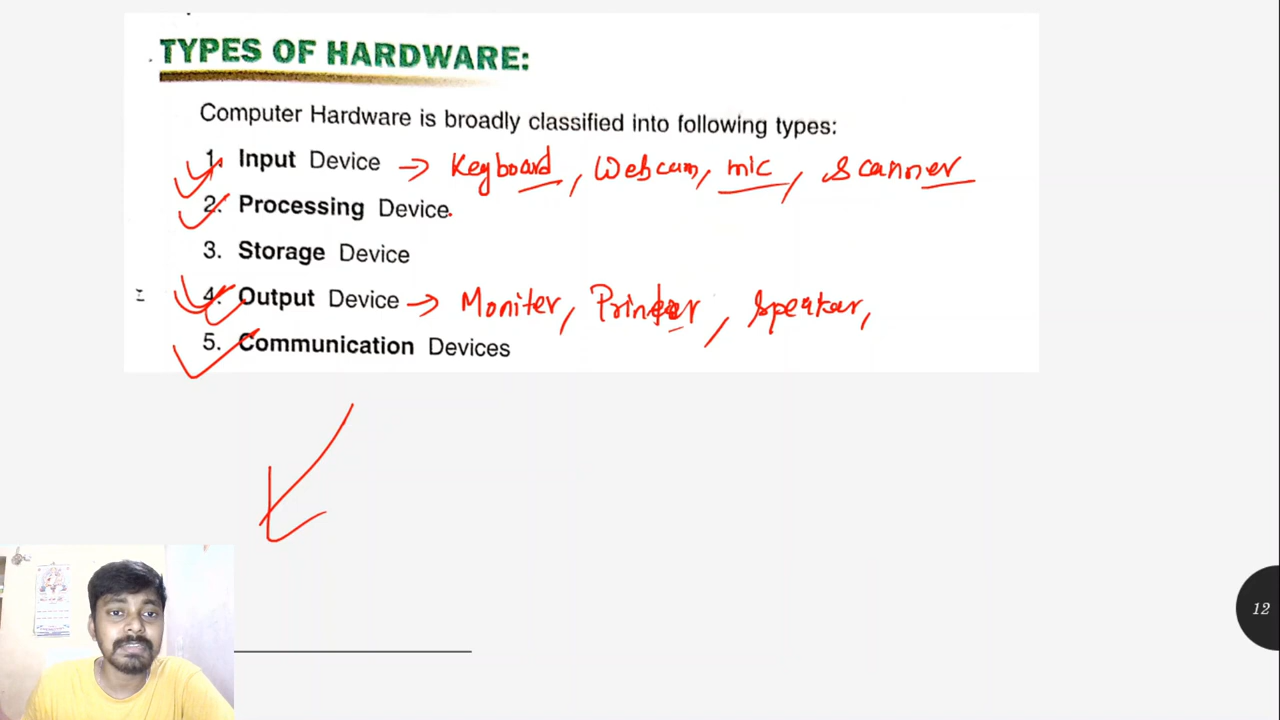 TYPES OF HARDWARE:
Computer Hardware is broadly classified into following types:
1. Input Device → Keyboard, Webcam, mic, Scanner
2. Processing Device.
3. Storage Device
4. Output Device → Moniter, Printer, Speaker,
5. Communication Devices
12